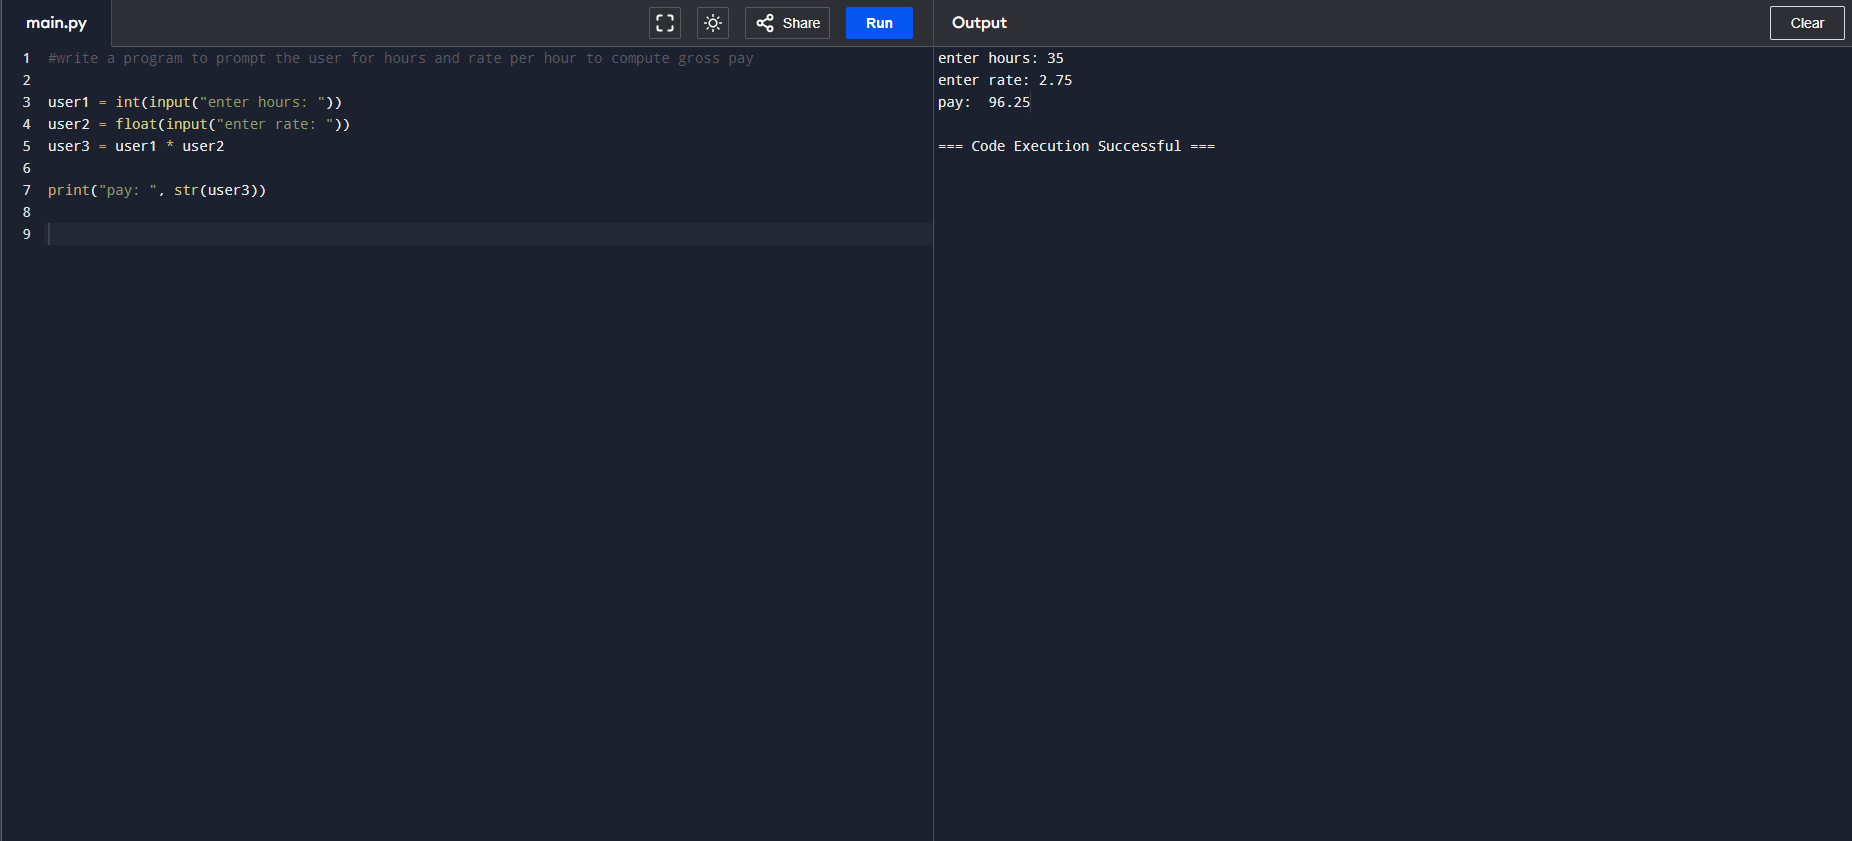 main.py
Share
Run
1 #write a program to prompt the user for hours and rate per hour to compute gross pay
2
3 user1 = int(input("enter hours: "))
4 user2 = float(input("enter rate: "))
5 user3 = user1 * user2
6
7 print("pay: ", str(user3))
8
9
Output
Clear
enter hours: 35
enter rate: 2.75
pay:  96.25
=== Code Execution Successful ===